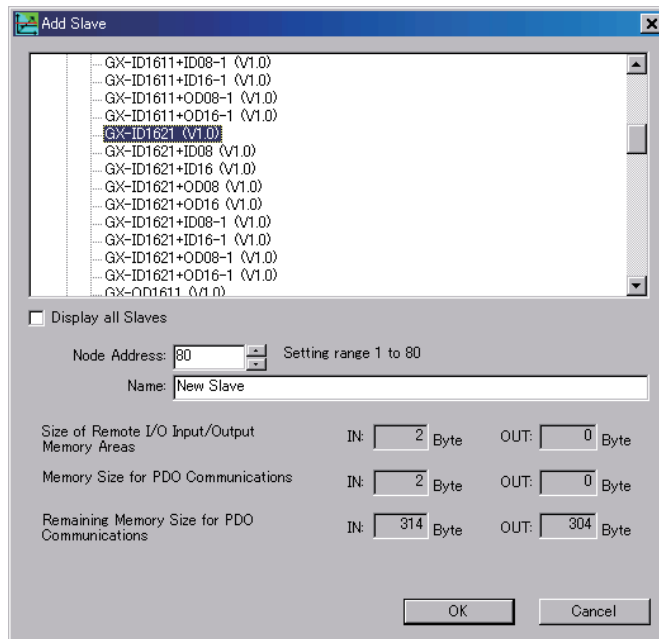 Add Slave
GX-ID1611+ID08-1 (V1.0)
GX-ID1611+ID16-1 (V1.0)
GX-ID1611+OD08-1 (V1.0)
GX-ID1611+OD16-1 (V1.0)
GX-ID1621 (V1.0)
GX-ID1621+ID08 (V1.0)
GX-ID1621+ID16 (V1.0)
GX-ID1621+OD08 (V1.0)
GX-ID1621+OD16 (V1.0)
GX-ID1621+ID08-1 (V1.0)
GX-ID1621+ID16-1 (V1.0)
GX-ID1621+OD08-1 (V1.0)
GX-ID1621+OD16-1 (V1.0)
GX-OD1611 (V1.0)
Display all Slaves
Node Address: 80 Setting range 1 to 80
Name: New Slave
Size of Remote I/O Input/Output
Memory Areas IN: 2 Byte OUT: 0 Byte
Memory Size for PDO Communications IN: 2 Byte OUT: 0 Byte
Remaining Memory Size for PDO
Communications IN: 314 Byte OUT: 304 Byte
OK Cancel